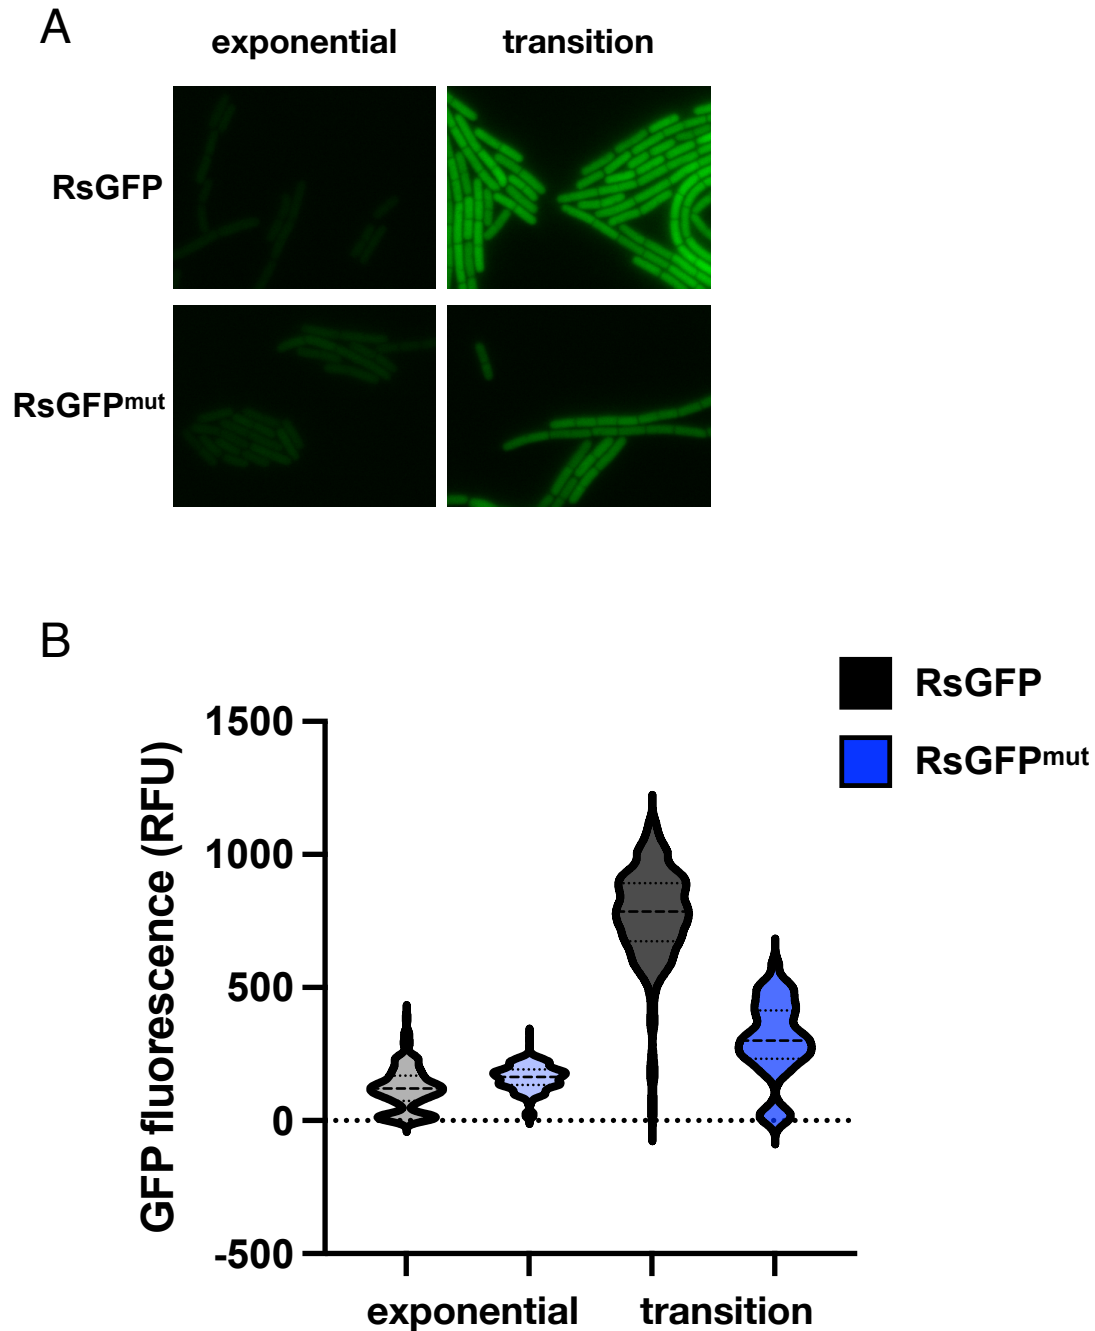 A
exponential transition
RsGFP
RsGFPmut
B
RsGFP
RsGFPmut
GFP fluorescence (RFU)
1500
1000
500
0
-500
exponential transition